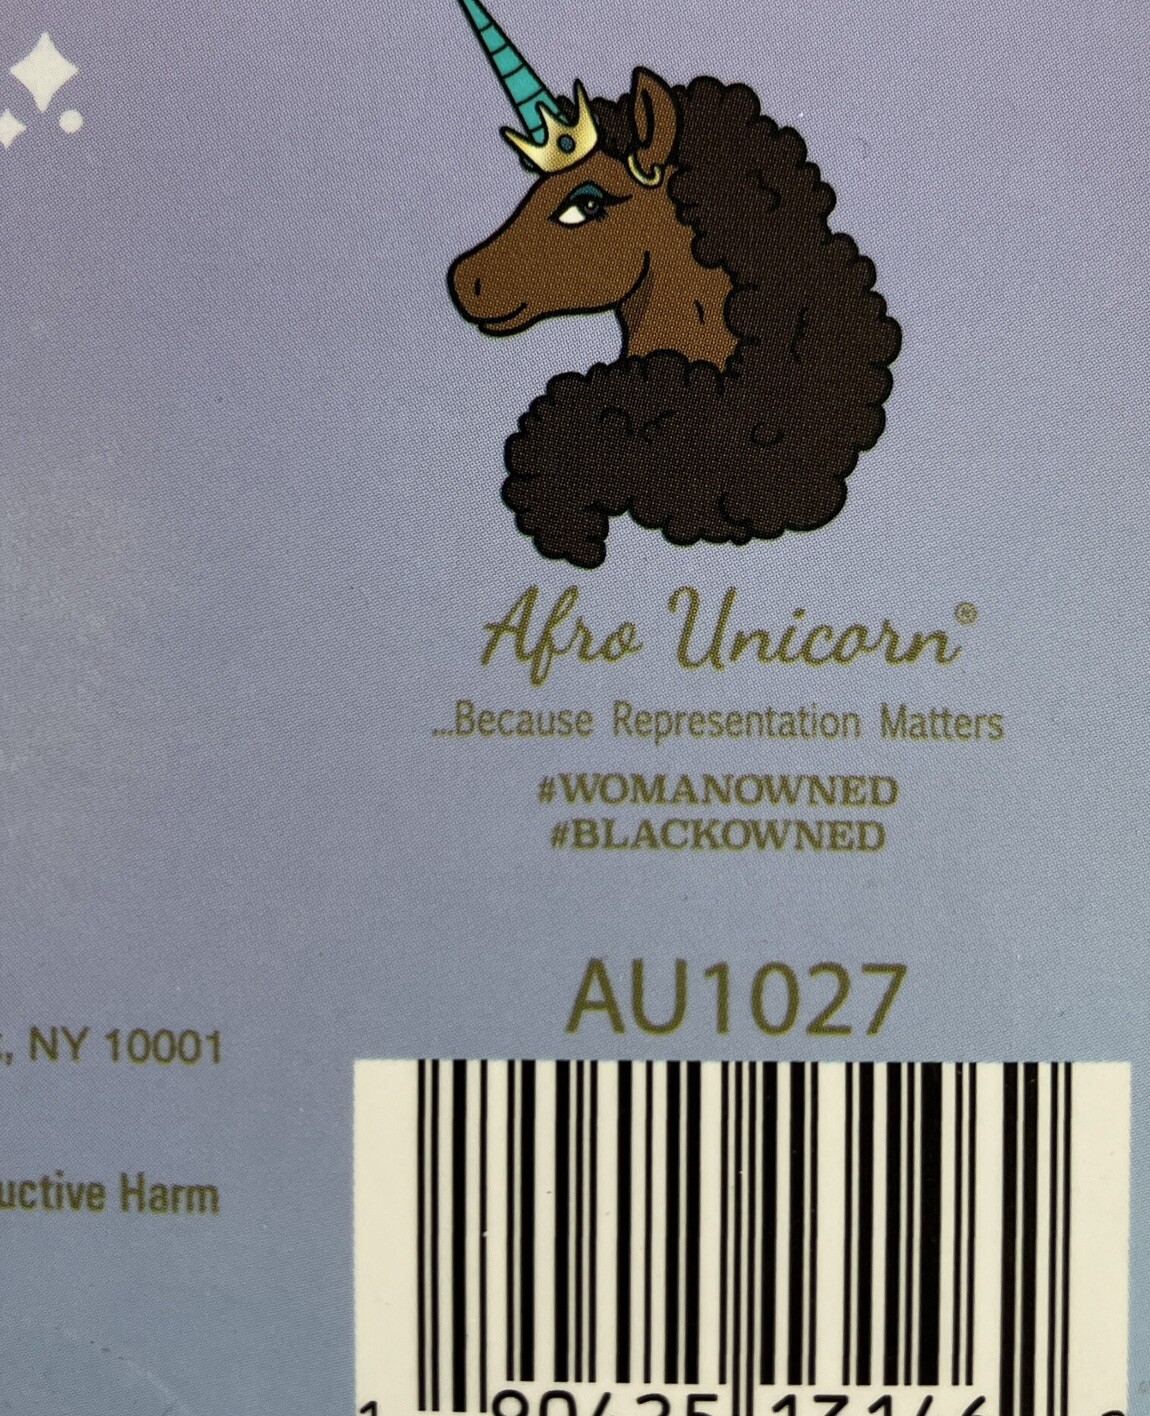 Afro Unicorn®
...Because Representation Matters
#WOMANOWNED
#BLACKOWNED
AU1027
, NY 10001
uctive Harm